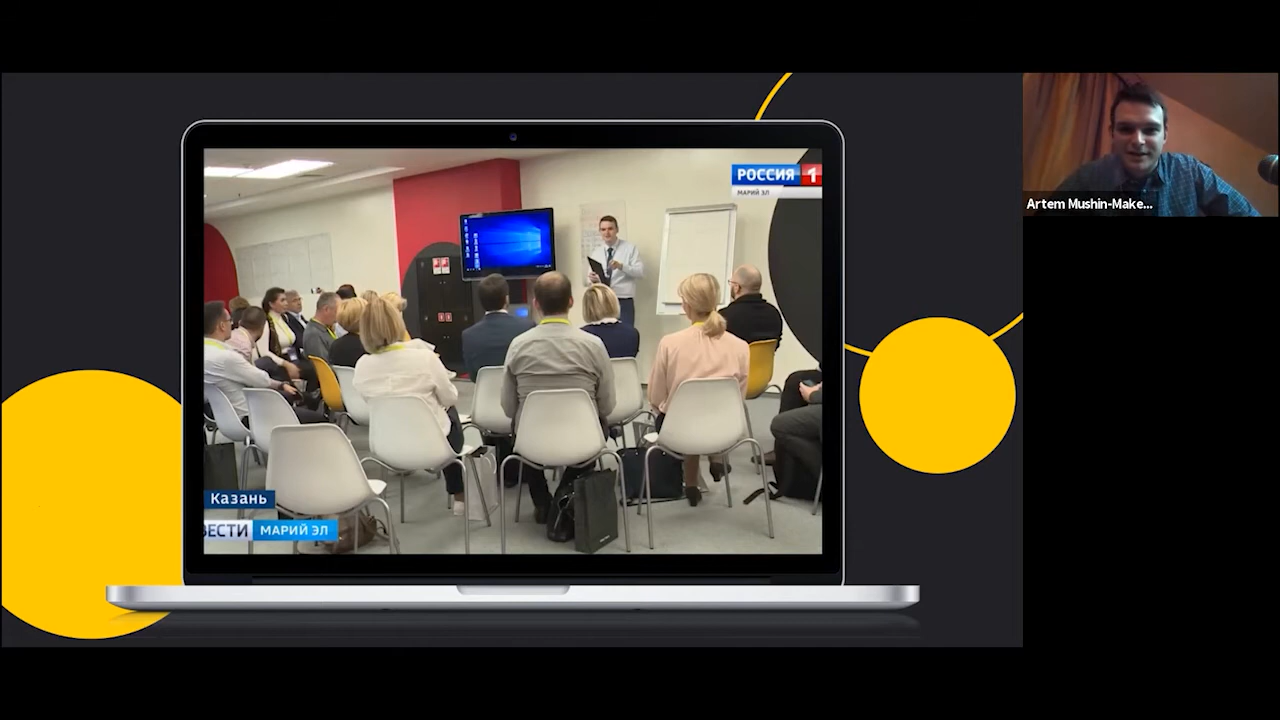 РОССИЯ 1
МАРИЙ ЭЛ
Artem Mushin-Make...
Казань
ВЕСТИ МАРИЙ ЭЛ